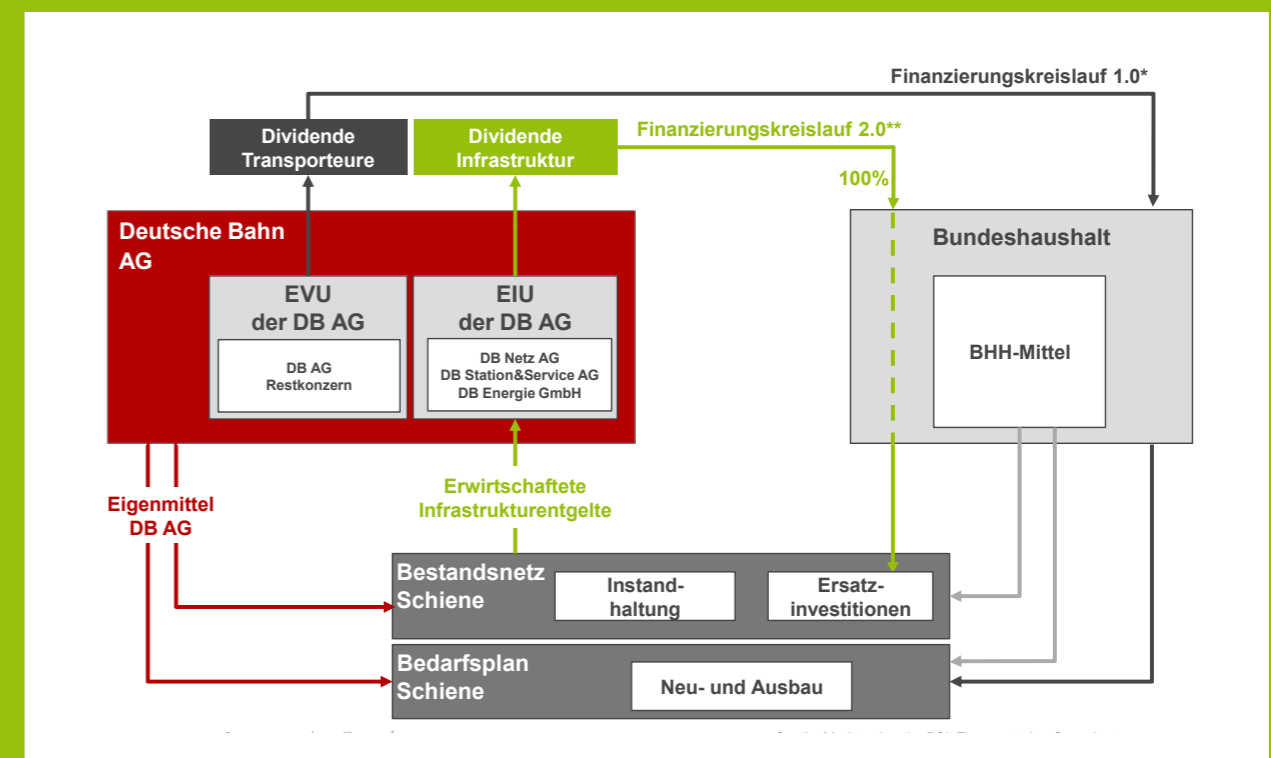 Finanzierungskreislauf 1.0*
Dividende
Transporteure
Dividende
Infrastruktur
Finanzierungskreislauf 2.0**
100%
Deutsche Bahn
AG
EVU
der DB AG
DB AG
Restkonzern
EIU
der DB AG
DB Netz AG
DB Station&Service AG
DB Energie GmbH
Bundeshaushalt
BHH-Mittel
Eigenmittel
DB AG
Erwirtschaftete
Infrastrukturentgelte
Bestandsnetz
Schiene
Instand-
haltung
Ersatz-
investitionen
Bedarfsplan
Schiene
Neu- und Ausbau